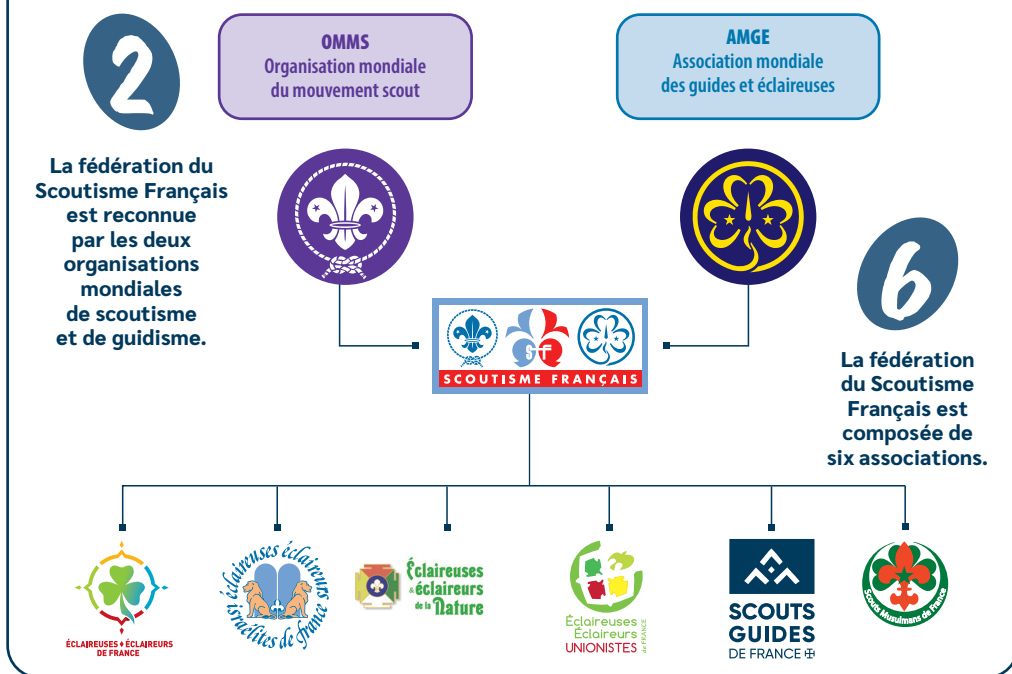 2
La fédération du
Scoutisme Français
est reconnue
par les deux
organisations
mondiales
de scoutisme
et de guidisme.
OMMS
Organisation mondiale
du mouvement scout
AMGE
Association mondiale
des guides et éclaireuses
S F
SCOUTISME FRANÇAIS
6
La fédération
du Scoutisme
Français est
composée de
six associations.
ÉCLAIREUSES ♦ ÉCLAIREURS
DE FRANCE
éclaireuses éclaireurs
israélites de france
Éclaireuses
& éclaireurs
de la Nature
Éclaireuses
Éclaireurs
UNIONISTES
de FRANCE
SCOUTS
GUIDES
DE FRANCE
Scouts Musulmans de France